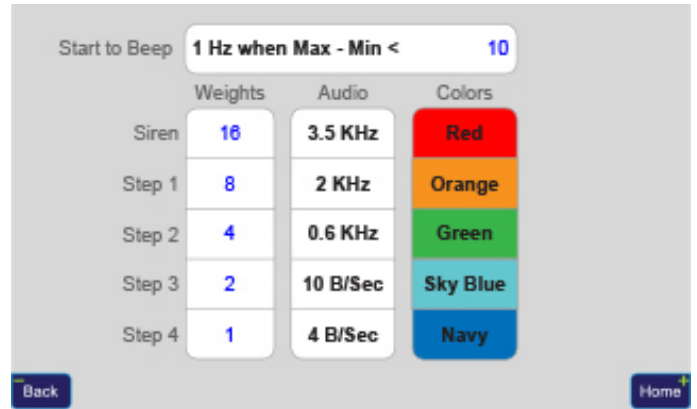 Start to Beep 1 Hz when Max - Min < 10
Weights Audio Colors
Siren 16 3.5 KHz Red
Step 1 8 2 KHz Orange
Step 2 4 0.6 KHz Green
Step 3 2 10 B/Sec Sky Blue
Step 4 1 4 B/Sec Navy
Back Home